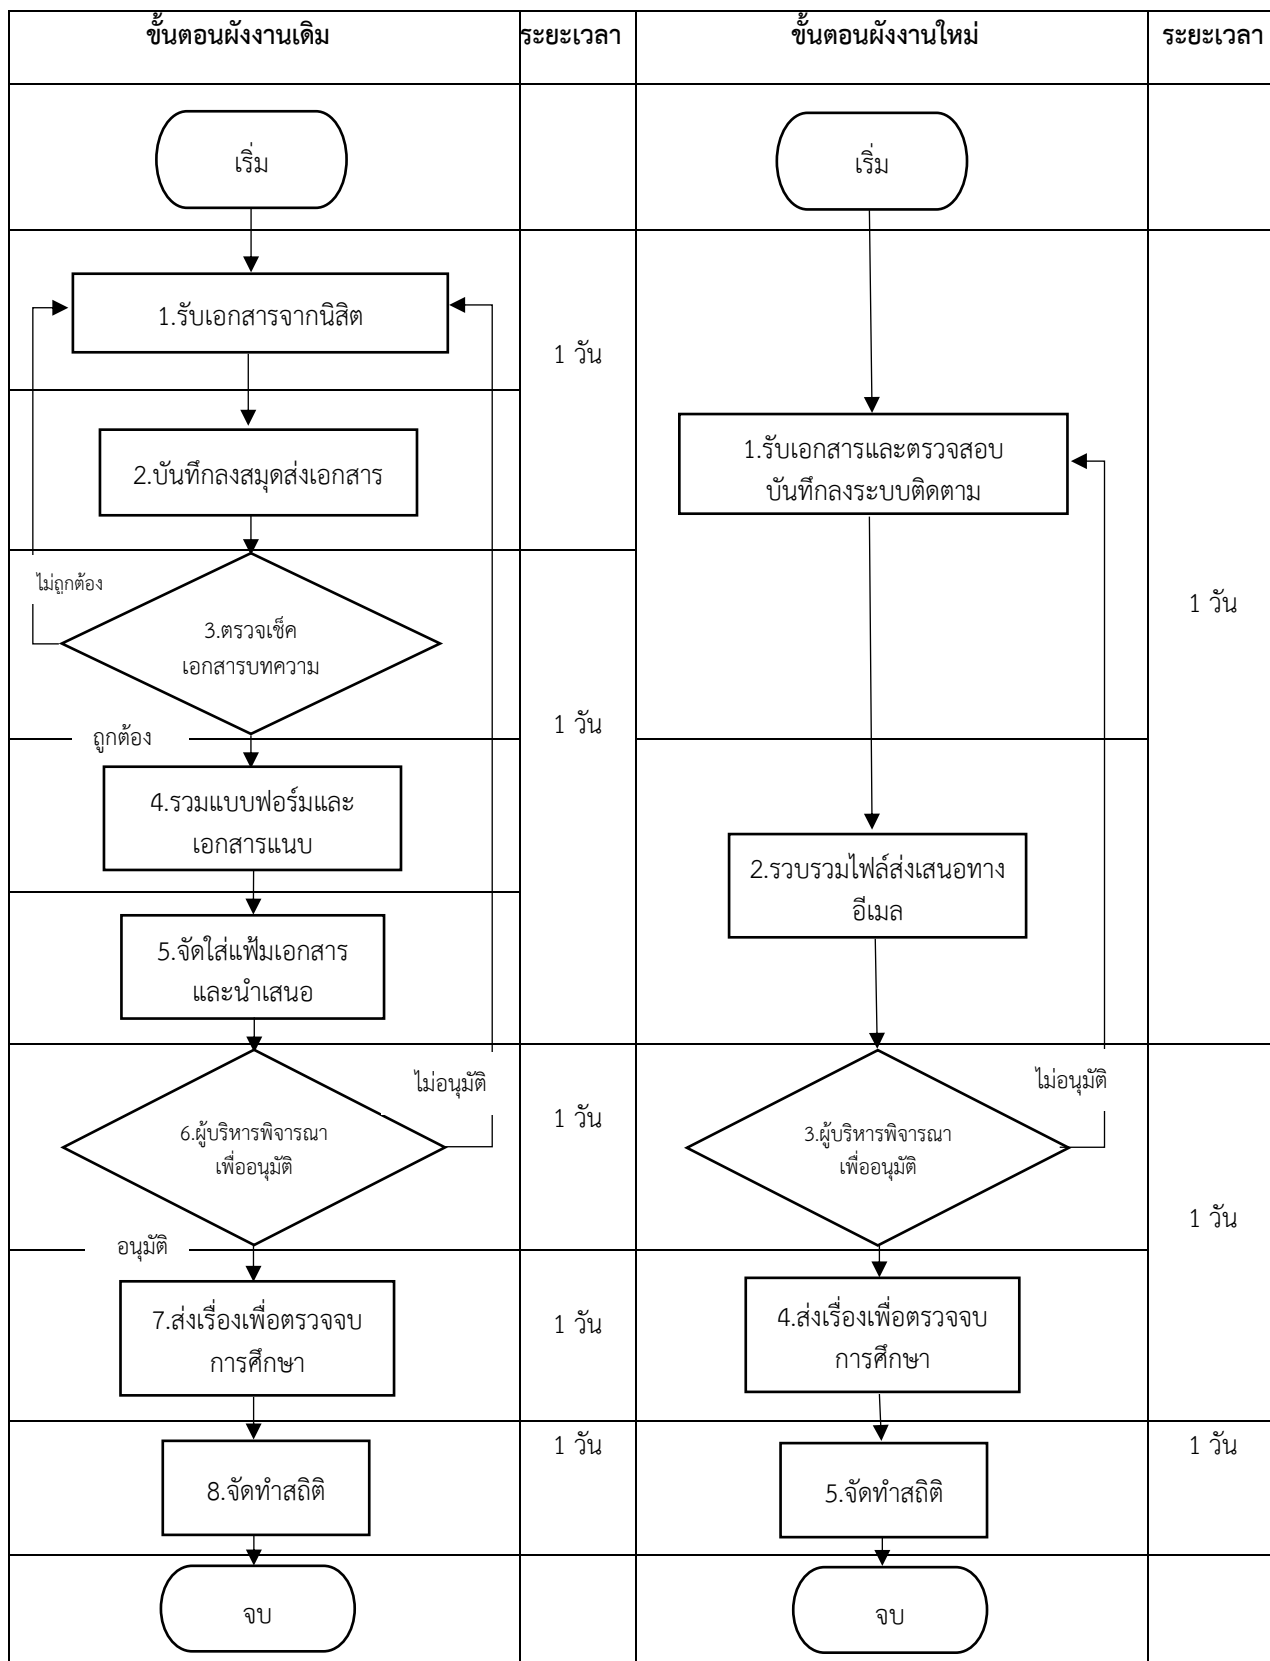 ขั้นตอนผังงานเดิม
ระยะเวลา
ขั้นตอนผังงานใหม่
ระยะเวลา
เริ่ม
เริ่ม
1.รับเอกสารจากนิสิต
1 วัน
2.บันทึกลงสมุดส่งเอกสาร
1.รับเอกสารและตรวจสอบ
บันทึกลงระบบติดตาม
ไม่ถูกต้อง
3.ตรวจเช็ค
เอกสารบทความ
1 วัน
1 วัน
ถูกต้อง
4.รวมแบบฟอร์มและ
เอกสารแนบ
2.รวบรวมไฟล์ส่งเสนอทาง
อีเมล
5.จัดใส่แฟ้มเอกสาร
และนำเสนอ
ไม่อนุมัติ
6.ผู้บริหารพิจารณา
เพื่ออนุมัติ
1 วัน
ไม่อนุมัติ
3.ผู้บริหารพิจารณา
เพื่ออนุมัติ
1 วัน
อนุมัติ
7.ส่งเรื่องเพื่อตรวจจบ
การศึกษา
1 วัน
4.ส่งเรื่องเพื่อตรวจจบ
การศึกษา
8.จัดทำสถิติ
1 วัน
5.จัดทำสถิติ
1 วัน
จบ
จบ